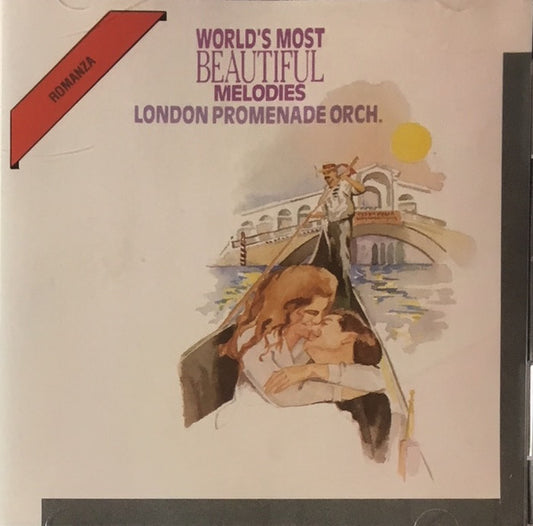 ROMANZA
WORLD'S MOST
BEAUTIFUL
MELODIES
LONDON PROMENADE ORCH.